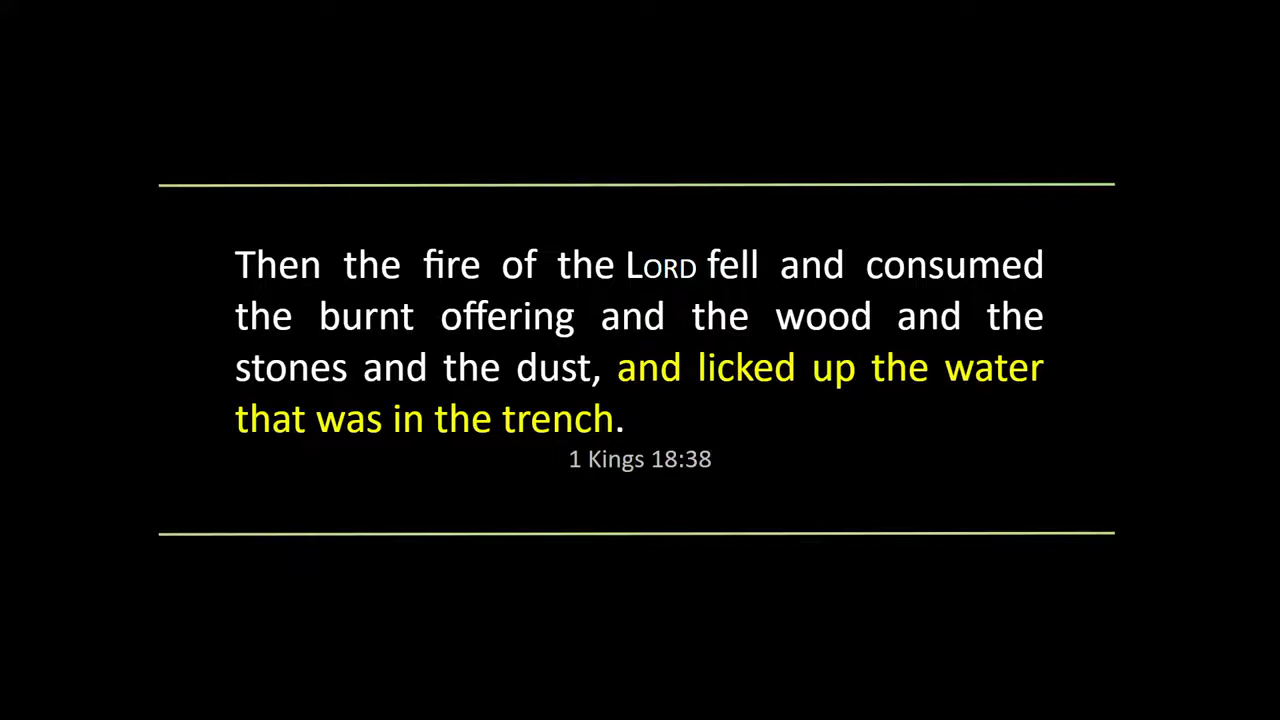 Then the fire of the LORD fell and consumed
the burnt offering and the wood and the
stones and the dust, and licked up the water
that was in the trench.
1 Kings 18:38